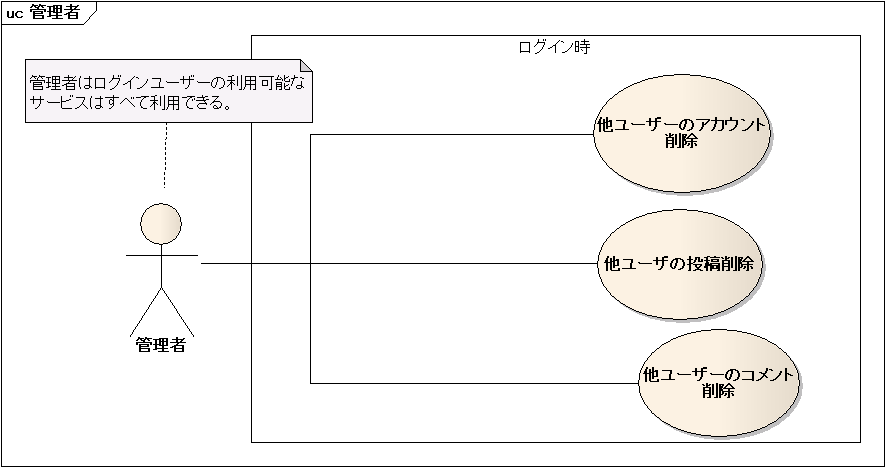 uc 管理者
ログイン時
管理者はログインユーザーの利用可能な
サービスはすべて利用できる。
他ユーザーのアカウント
削除
他ユーザの投稿削除
管理者
他ユーザーのコメント
削除